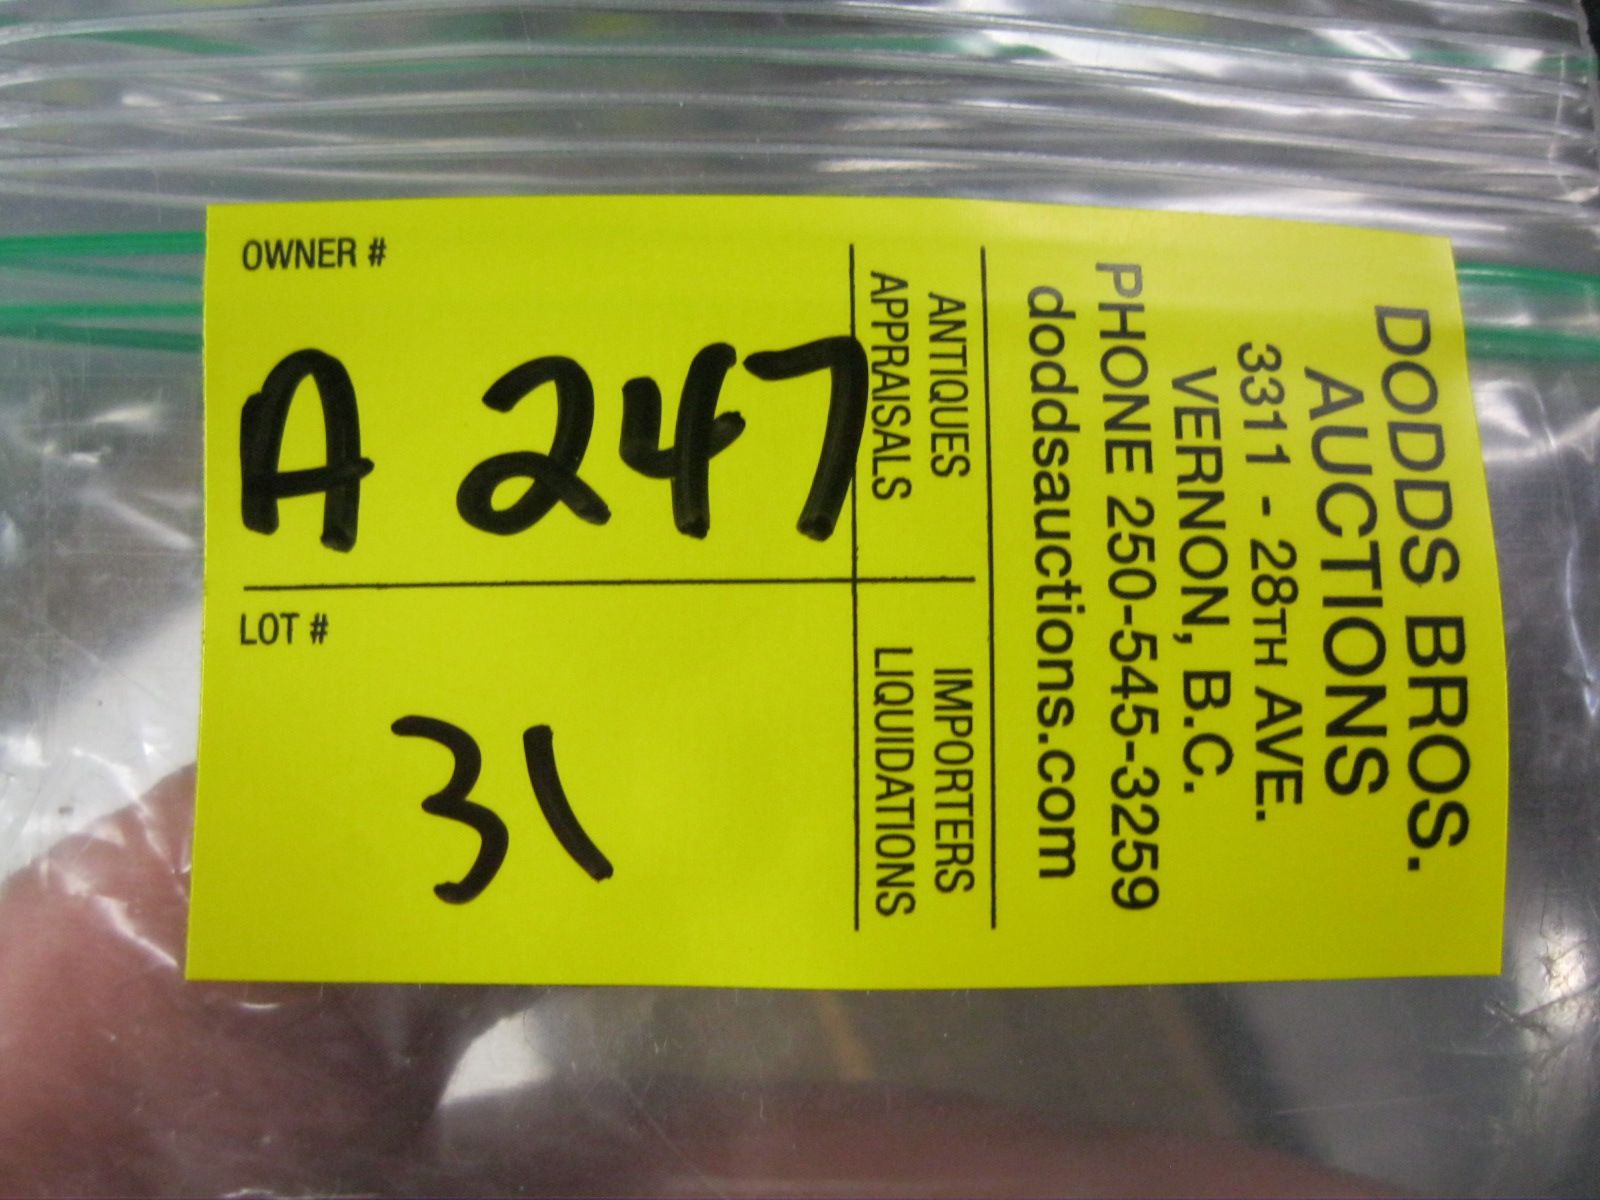 DODDS BROS.
AUCTIONS
3311 - 28TH AVE.
VERNON, B.C.
PHONE 250-545-3259
doddsauctions.com
ANTIQUES IMPORTERS
APPRAISALS LIQUIDATIONS
OWNER #
A 247
LOT #
31